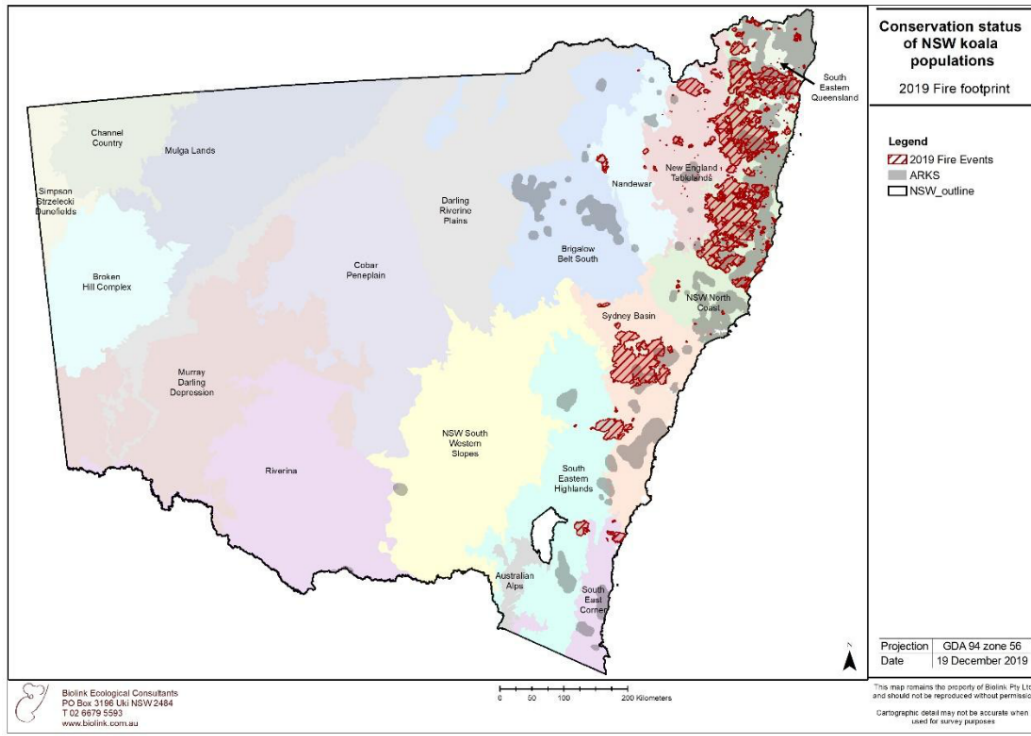 Conservation status
of NSW koala
populations
2019 Fire footprint
Legend
2019 Fire Events
ARKS
NSW_outline
South
Eastern
Queensland
Channel
Country
Mulga Lands
Simpson
Strzelecki
Dunefields
Broken
Hill Complex
Darling
Riverine
Plains
Cobar
Peneplain
Nandewar
New England
Tablelands
Brigalow
Belt South
NSW North
Coast
Sydney Basin
Murray
Darling
Depression
Riverina
NSW South
Western
Slopes
South
Eastern
Highlands
Australian
Alps
South
East
Corner
N
Projection GDA 94 zone 56
Date 19 December 2019
Biolink Ecological Consultants
PO Box 3196 Uki NSW 2484
T 02 6679 5593
www.biolink.com.au
0 50 100 200 Kilometers
This map remains the property of Biolink Pty Ltd
and should not be reproduced without permissio
Cartographic detail may not be accurate when
used for survey purposes